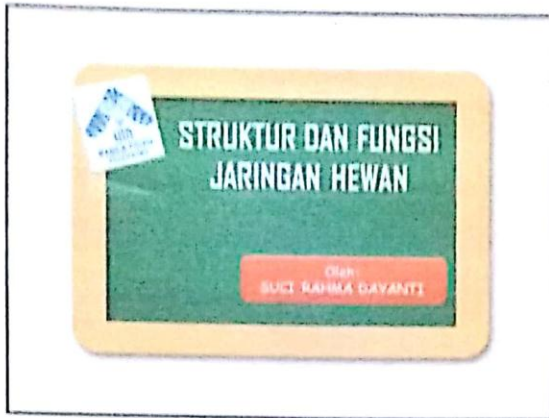 STRUKTUR DAN FUNGSI
JARINGAN HEWAN
Oleh:
SUCI RAHMA DAYANTI